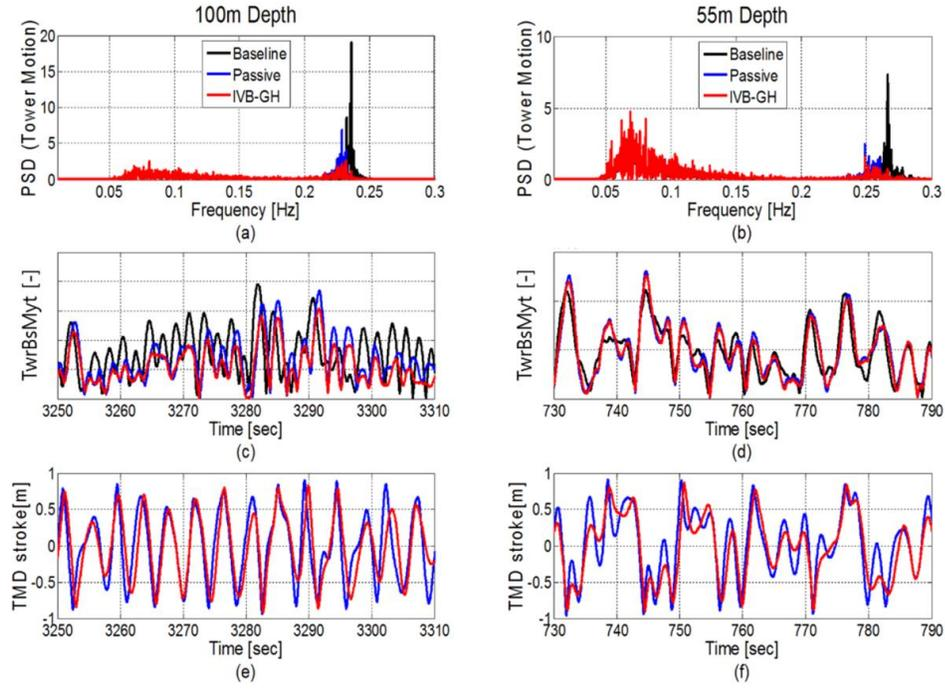 100m Depth
PSD (Tower Motion)
20
15
10
5
0
Baseline
Passive
IVB-GH
0.05 0.1 0.15 0.2 0.25 0.3
Frequency [Hz]
(a)
55m Depth
PSD (Tower Motion)
10
5
0
Baseline
Passive
IVB-GH
0.05 0.1 0.15 0.2 0.25 0.3
Frequency [Hz]
(b)
TwrBsMyt [-]
3250 3260 3270 3280 3290 3300 3310
Time [sec]
(c)
TwrBsMyt [-]
730 740 750 760 770 780 790
Time [sec]
(d)
TMD stroke[m]
1
0.5
0
-0.5
-1
3250 3260 3270 3280 3290 3300 3310
Time [sec]
(e)
TMD stroke[m]
1
0.5
0
-0.5
-1
730 740 750 760 770 780 790
Time [sec]
(f)